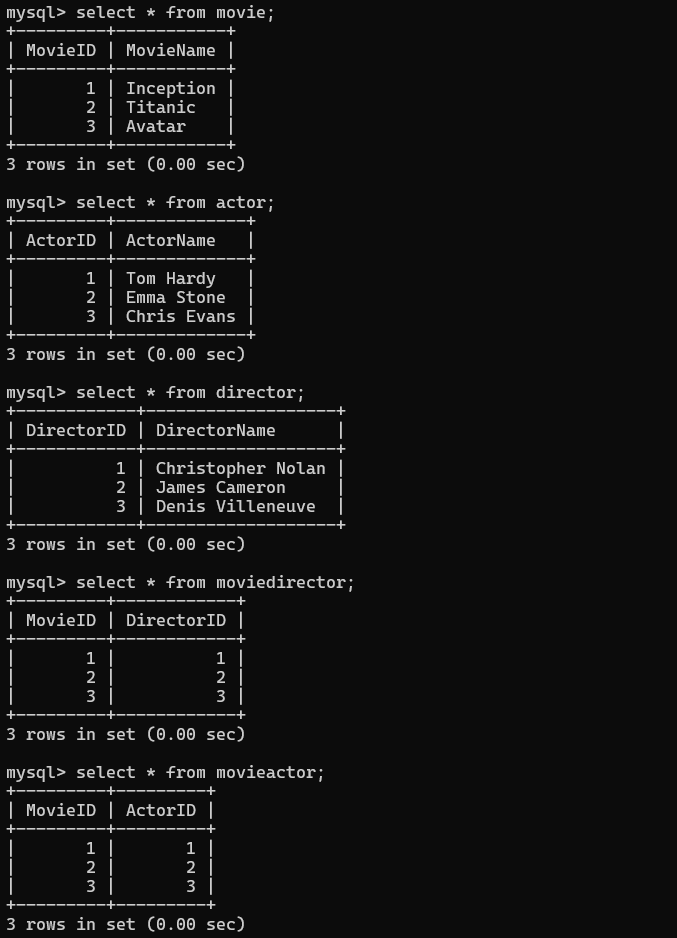 mysql> select * from movie;
+---------+-----------+
| MovieID | MovieName |
+---------+-----------+
|       1 | Inception |
|       2 | Titanic   |
|       3 | Avatar    |
+---------+-----------+
3 rows in set (0.00 sec)

mysql> select * from actor;
+---------+-------------+
| ActorID | ActorName   |
+---------+-------------+
|       1 | Tom Hardy   |
|       2 | Emma Stone  |
|       3 | Chris Evans |
+---------+-------------+
3 rows in set (0.00 sec)

mysql> select * from director;
+------------+-------------------+
| DirectorID | DirectorName      |
+------------+-------------------+
|          1 | Christopher Nolan |
|          2 | James Cameron     |
|          3 | Denis Villeneuve  |
+------------+-------------------+
3 rows in set (0.00 sec)

mysql> select * from moviedirector;
+---------+------------+
| MovieID | DirectorID |
+---------+------------+
|       1 |          1 |
|       2 |          2 |
|       3 |          3 |
+---------+------------+
3 rows in set (0.00 sec)

mysql> select * from movieactor;
+---------+---------+
| MovieID | ActorID |
+---------+---------+
|       1 |       1 |
|       2 |       2 |
|       3 |       3 |
+---------+---------+
3 rows in set (0.00 sec)